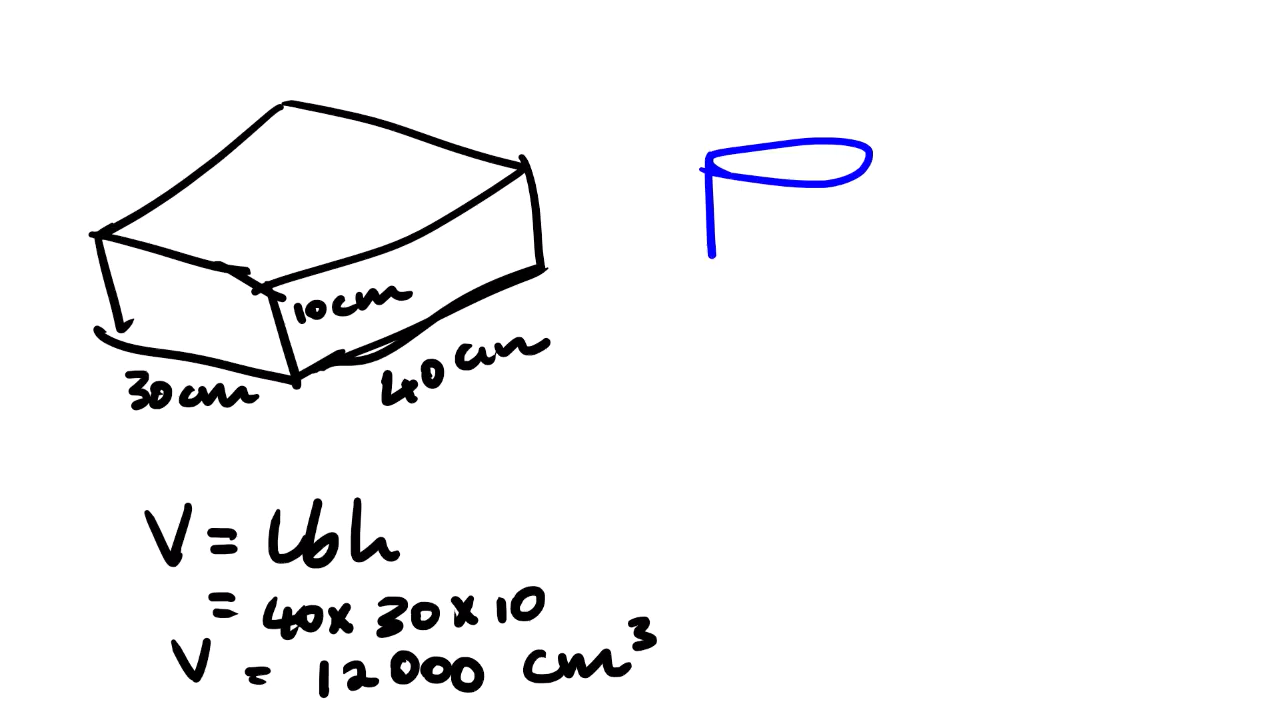 10cm
30cm
40cm
V = lbh
= 40 x 30 x 10
V = 12000 cm³